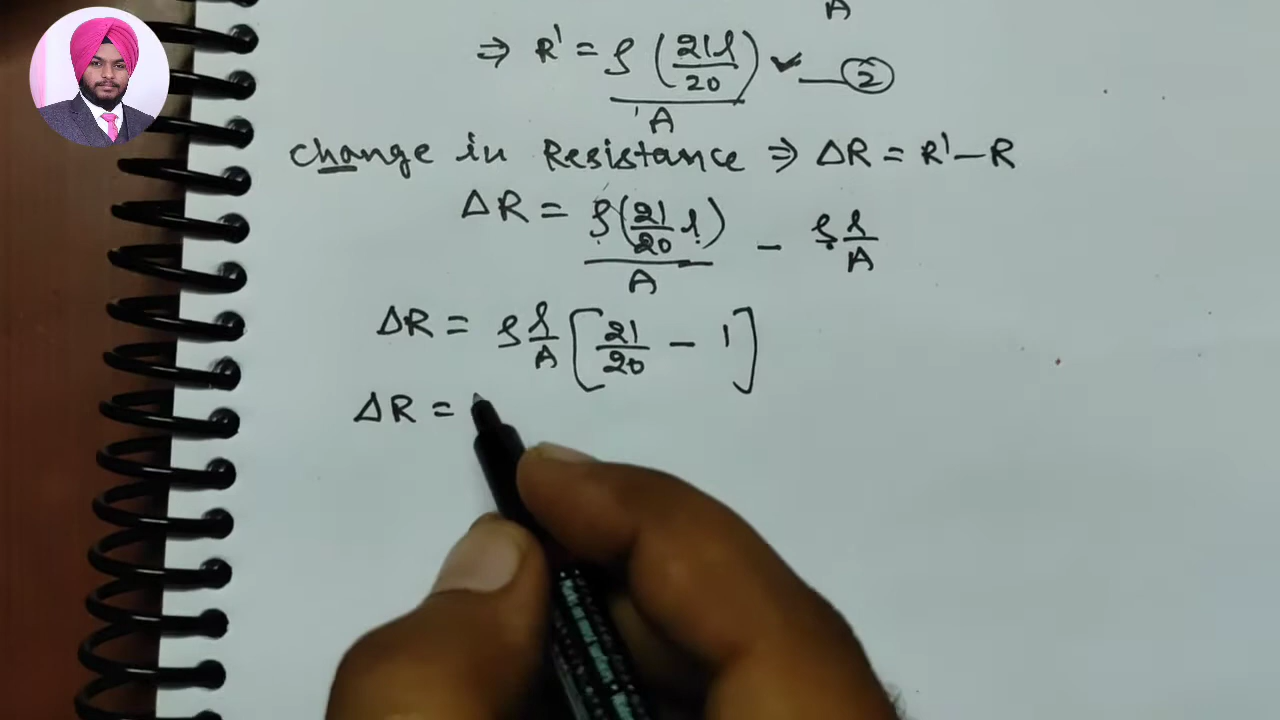 A
⇒ R' = ρ (21l/20) / A ✓ — ②
Change in Resistance ⇒ ΔR = R' − R
ΔR = ρ(21/20 l) / A − ρ l/A
ΔR = ρ l/A [21/20 − 1]
ΔR =